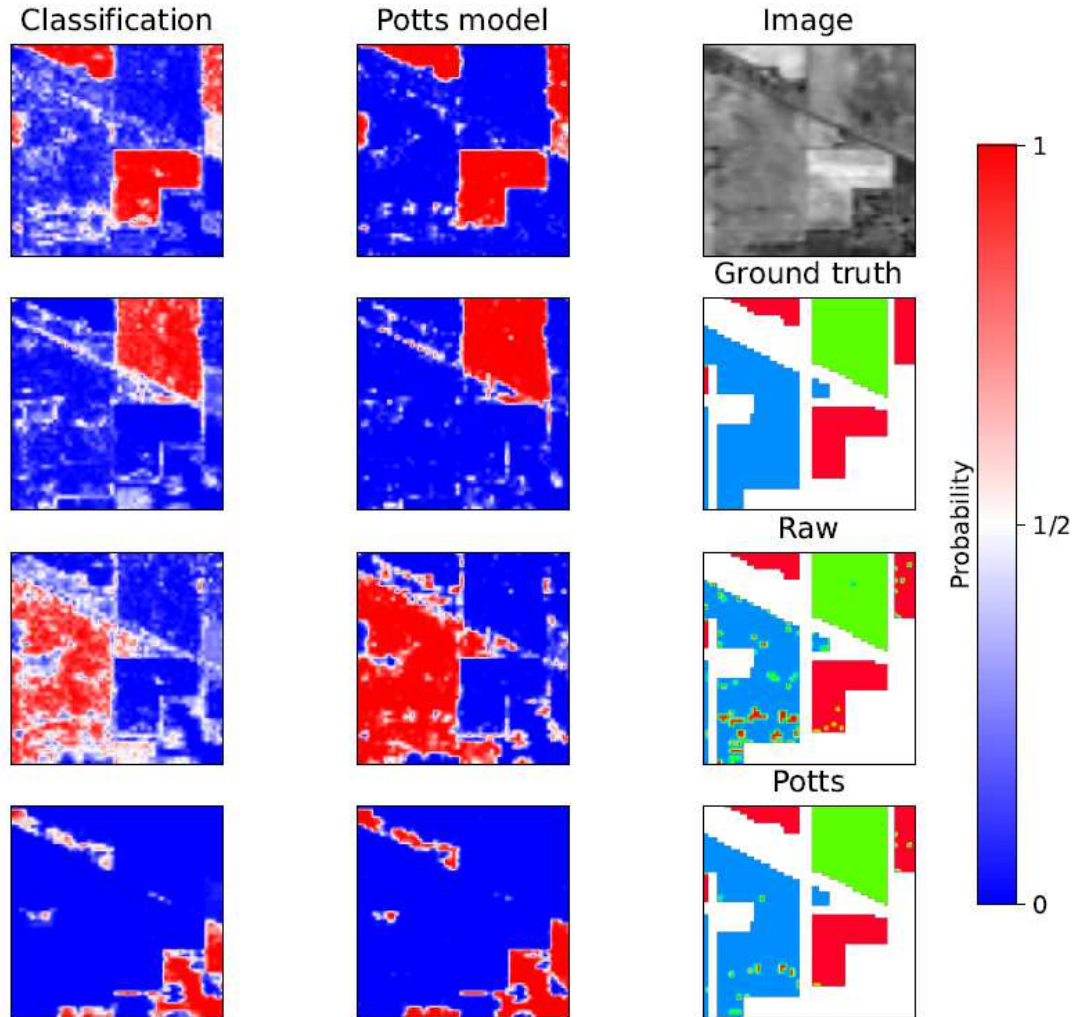 Classification
Potts model
Image
Ground truth
Raw
Potts
Probability
1
1/2
0